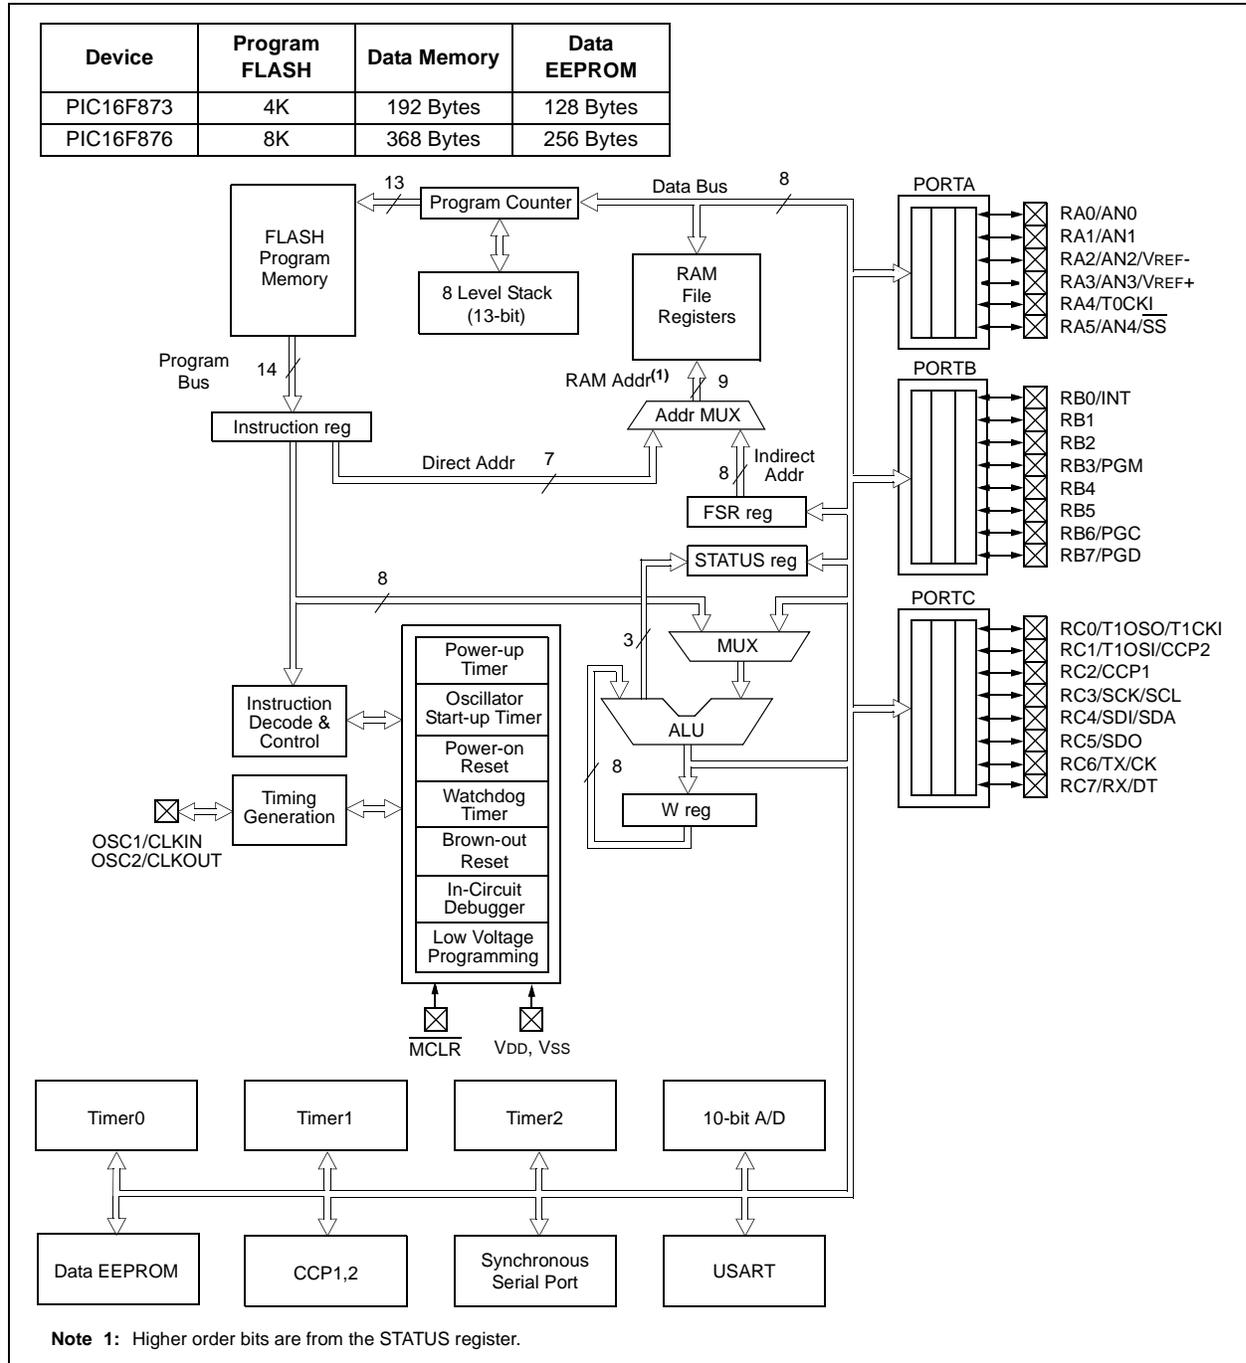 Device
Program
FLASH
Data Memory
Data
EEPROM
PIC16F873
4K
192 Bytes
128 Bytes
PIC16F876
8K
368 Bytes
256 Bytes
FLASH
Program
Memory
13
Program Counter
Data Bus
8
8 Level Stack
(13-bit)
RAM
File
Registers
PORTA
RA0/AN0
RA1/AN1
RA2/AN2/VREF-
RA3/AN3/VREF+
RA4/T0CKI
RA5/AN4/SS
Program
Bus
14
RAM Addr(1)
9
Addr MUX
Instruction reg
Direct Addr
7
8
Indirect
Addr
FSR reg
STATUS reg
PORTB
RB0/INT
RB1
RB2
RB3/PGM
RB4
RB5
RB6/PGC
RB7/PGD
8
3
MUX
ALU
8
W reg
PORTC
RC0/T1OSO/T1CKI
RC1/T1OSI/CCP2
RC2/CCP1
RC3/SCK/SCL
RC4/SDI/SDA
RC5/SDO
RC6/TX/CK
RC7/RX/DT
Instruction
Decode &
Control
Timing
Generation
OSC1/CLKIN
OSC2/CLKOUT
Power-up
Timer
Oscillator
Start-up Timer
Power-on
Reset
Watchdog
Timer
Brown-out
Reset
In-Circuit
Debugger
Low Voltage
Programming
MCLR
VDD, VSS
Timer0
Timer1
Timer2
10-bit A/D
Data EEPROM
CCP1,2
Synchronous
Serial Port
USART
Note 1: Higher order bits are from the STATUS register.